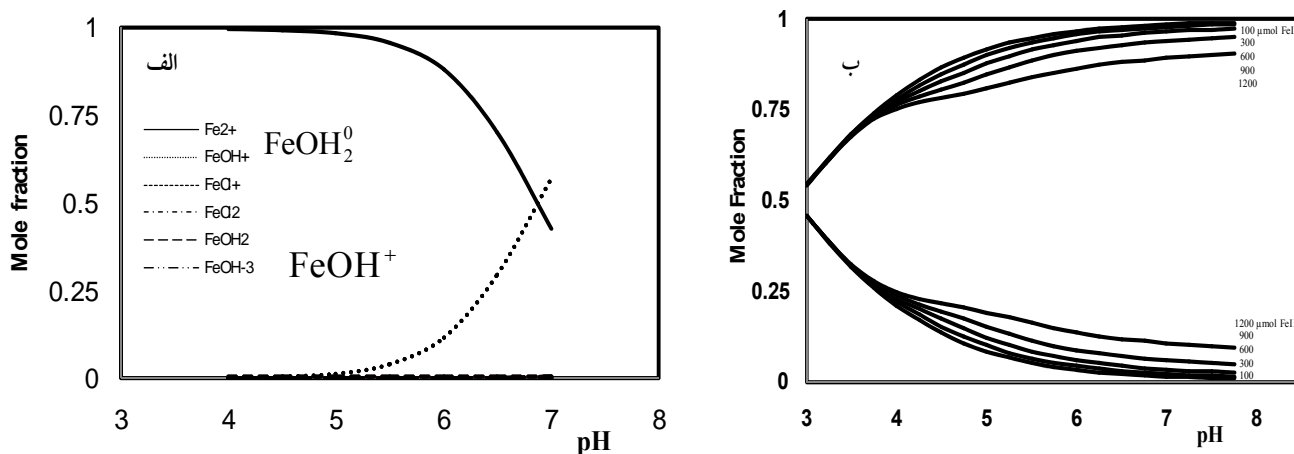 الف
Mole fraction
1
0.75
0.5
0.25
0
Fe2+
FeOH+
FeCl+
FeCl2
FeOH2
FeOH-3
FeOH₂⁰
FeOH⁺
3 4 5 6 7 8
pH
ب
Mole Fraction
1
0.75
0.5
0.25
0
100 µmol FeI
300
600
900
1200
1200 µmol FeI
900
600
300
100
3 4 5 6 7 8
pH